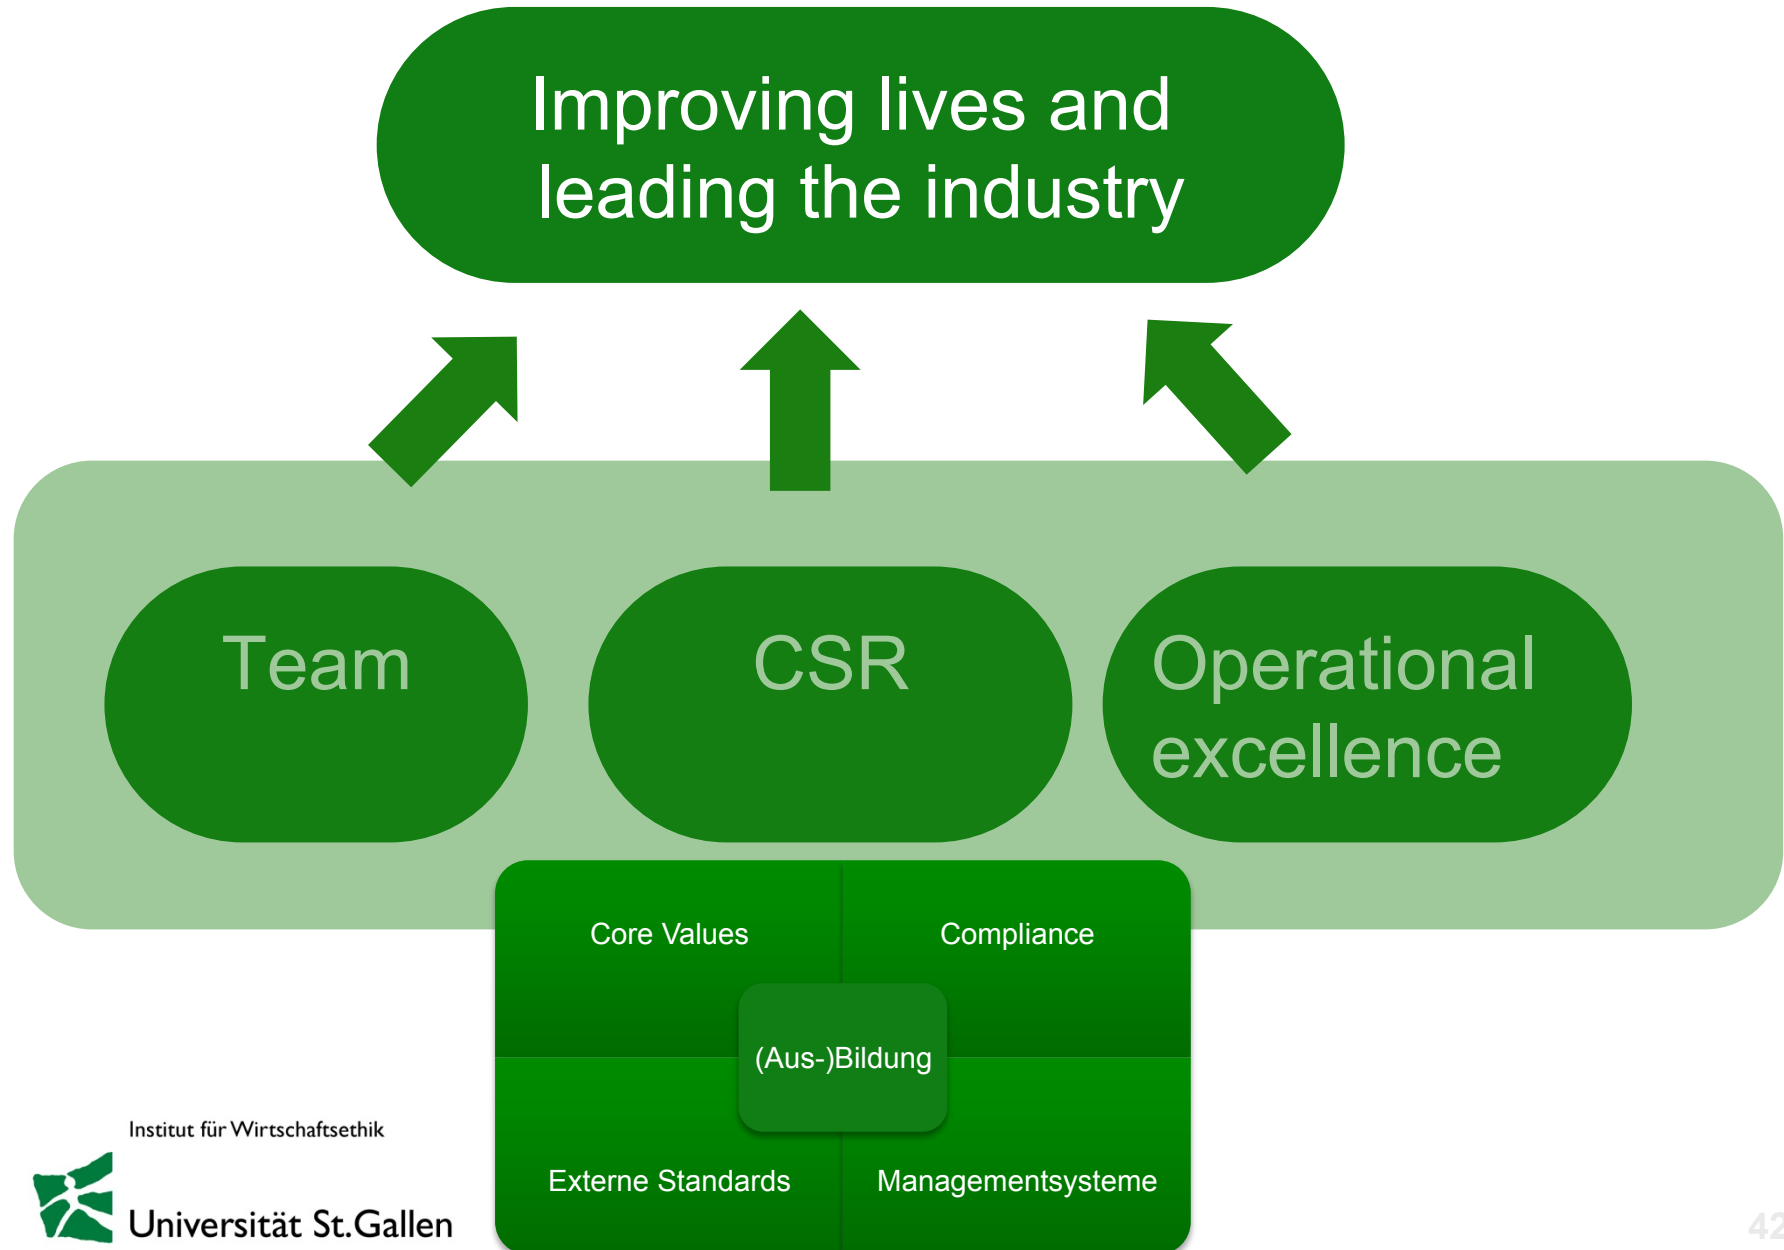 Improving lives and
leading the industry
Team
CSR
Operational
excellence
Core Values
Compliance
(Aus-)Bildung
Externe Standards
Managementsysteme
Institut für Wirtschaftsethik
Universität St.Gallen
42